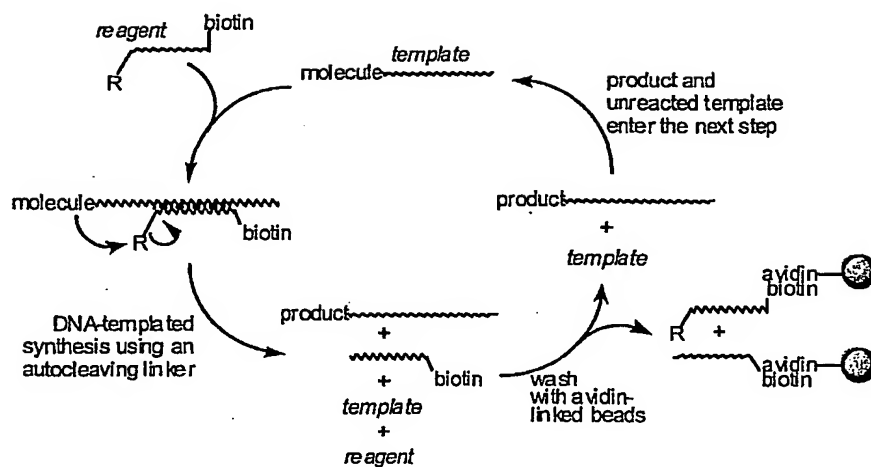 reagent
biotin
R
molecule
template
product and
unreacted template
enter the next step
molecule
R
biotin
product
+
template
DNA-templated
synthesis using an
autocleaving linker
product
+
biotin
+
template
+
reagent
wash
with avidin-
linked beads
avidin
biotin
R
+
avidin
biotin